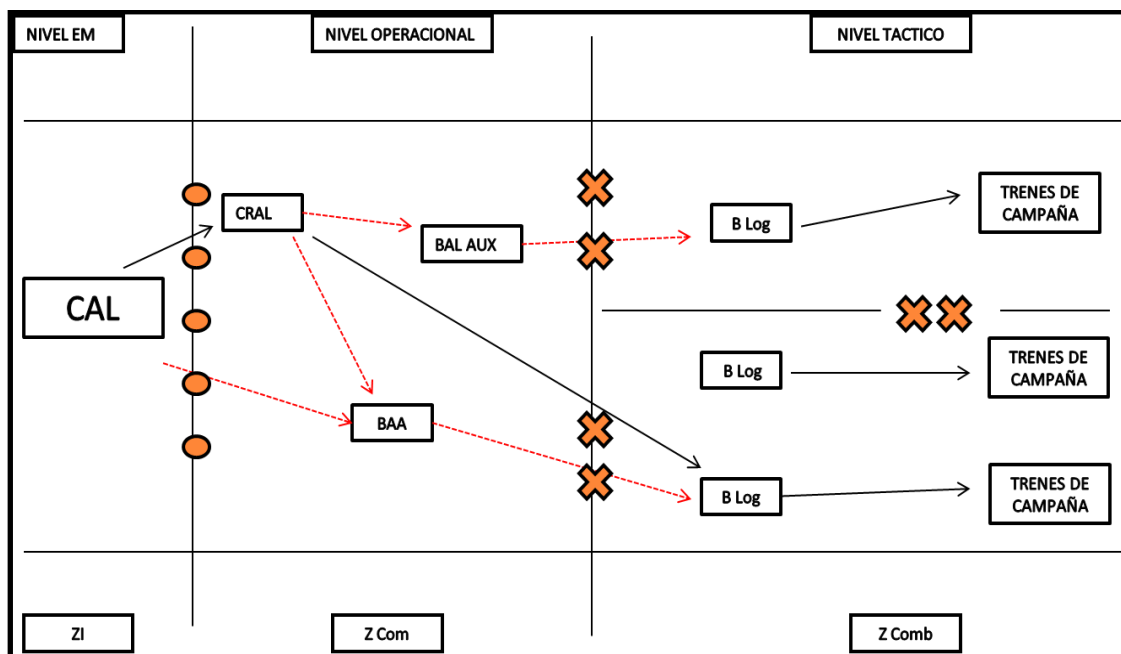 NIVEL EM
NIVEL OPERACIONAL
NIVEL TACTICO
CRAL
BAL AUX
B Log
TRENES DE
CAMPAÑA
CAL
B Log
TRENES DE
CAMPAÑA
BAA
B Log
TRENES DE
CAMPAÑA
ZI
Z Com
Z Comb